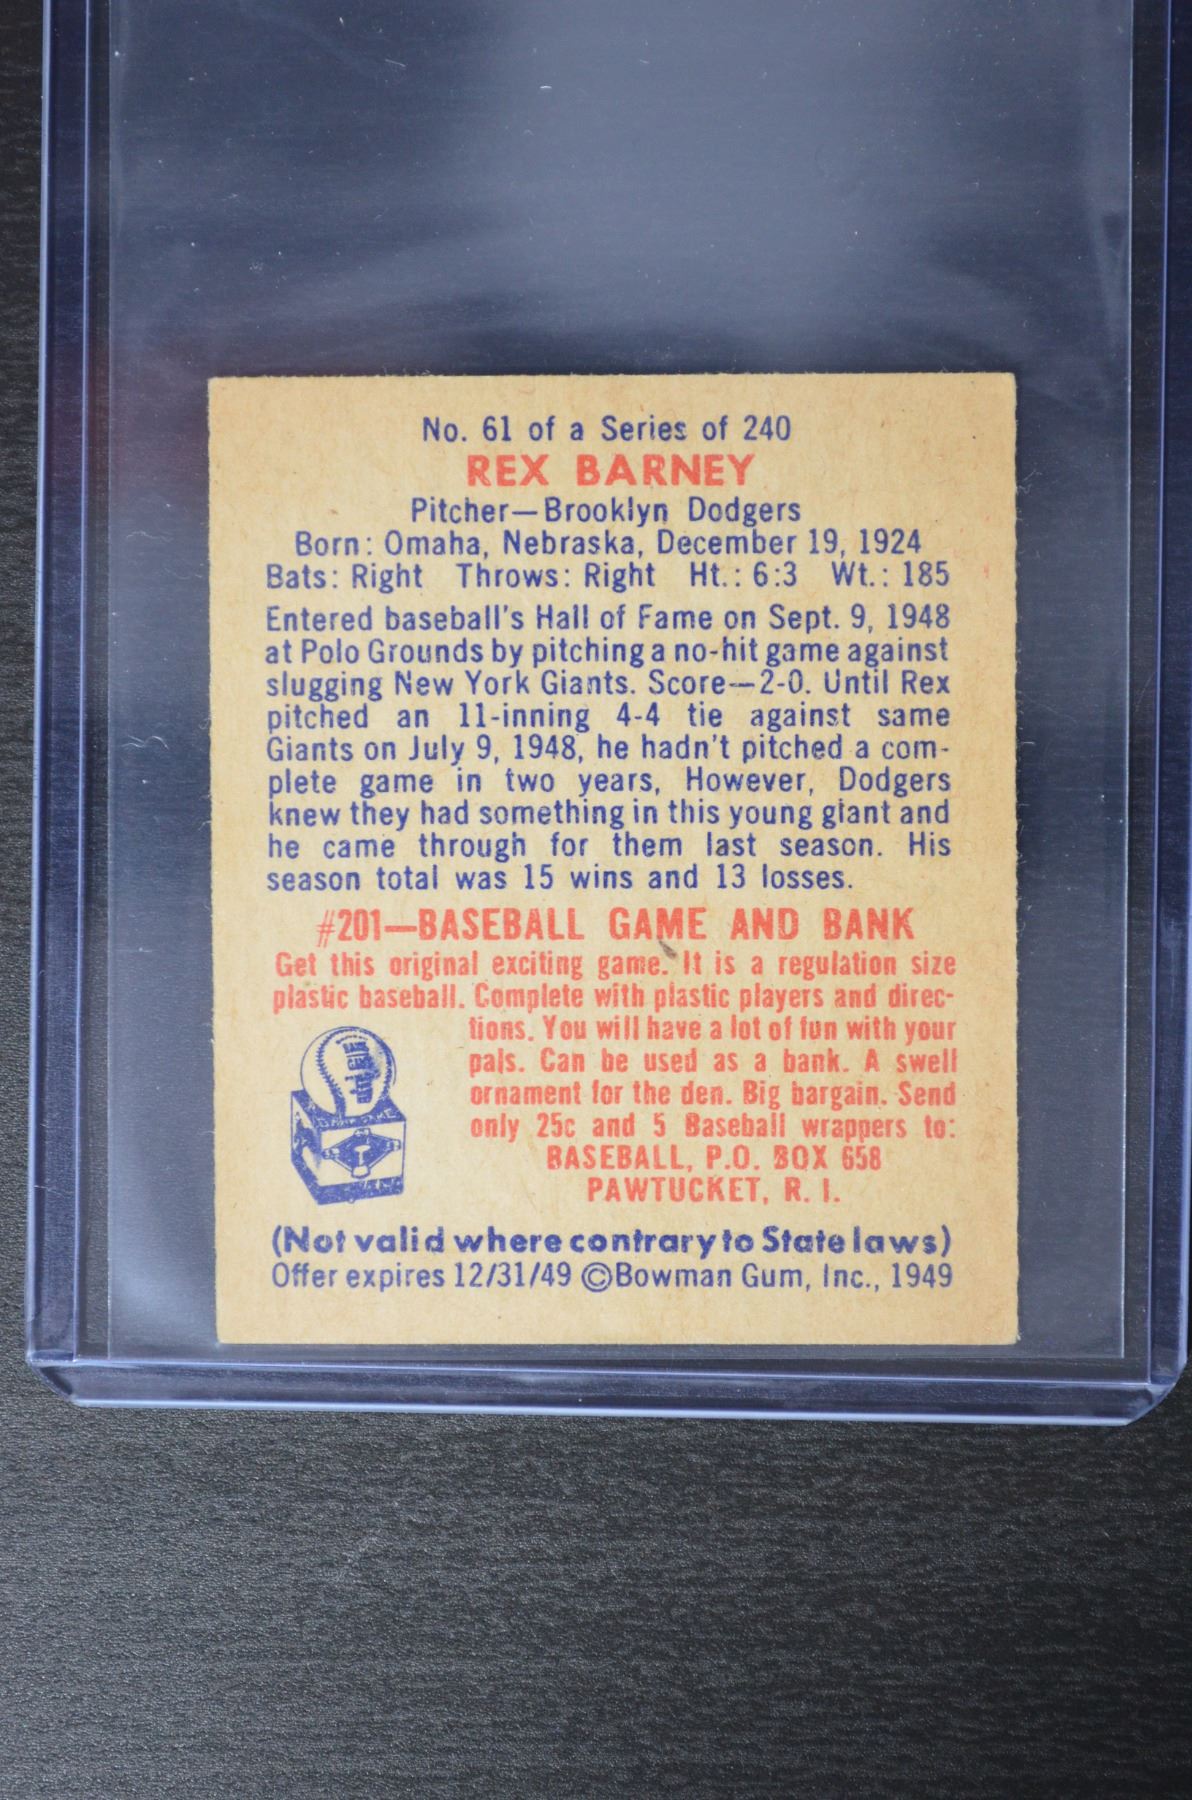 No. 61 of a Series of 240
REX BARNEY
Pitcher—Brooklyn Dodgers
Born: Omaha, Nebraska, December 19, 1924
Bats: Right Throws: Right Ht.: 6:3 Wt.: 185
Entered baseball's Hall of Fame on Sept. 9, 1948
at Polo Grounds by pitching a no-hit game against
slugging New York Giants. Score—2-0. Until Rex
pitched an 11-inning 4-4 tie against same
Giants on July 9, 1948, he hadn't pitched a com-
plete game in two years, However, Dodgers
knew they had something in this young giant and
he came through for them last season. His
season total was 15 wins and 13 losses.
#201—BASEBALL GAME AND BANK
Get this original exciting game. It is a regulation size
plastic baseball. Complete with plastic players and direc-
tions. You will have a lot of fun with your
pals. Can be used as a bank. A swell
ornament for the den. Big bargain. Send
only 25c and 5 Baseball wrappers to:
BASEBALL, P.O. BOX 658
PAWTUCKET, R. I.
(Not valid where contrary to State laws)
Offer expires 12/31/49 ©Bowman Gum, Inc., 1949